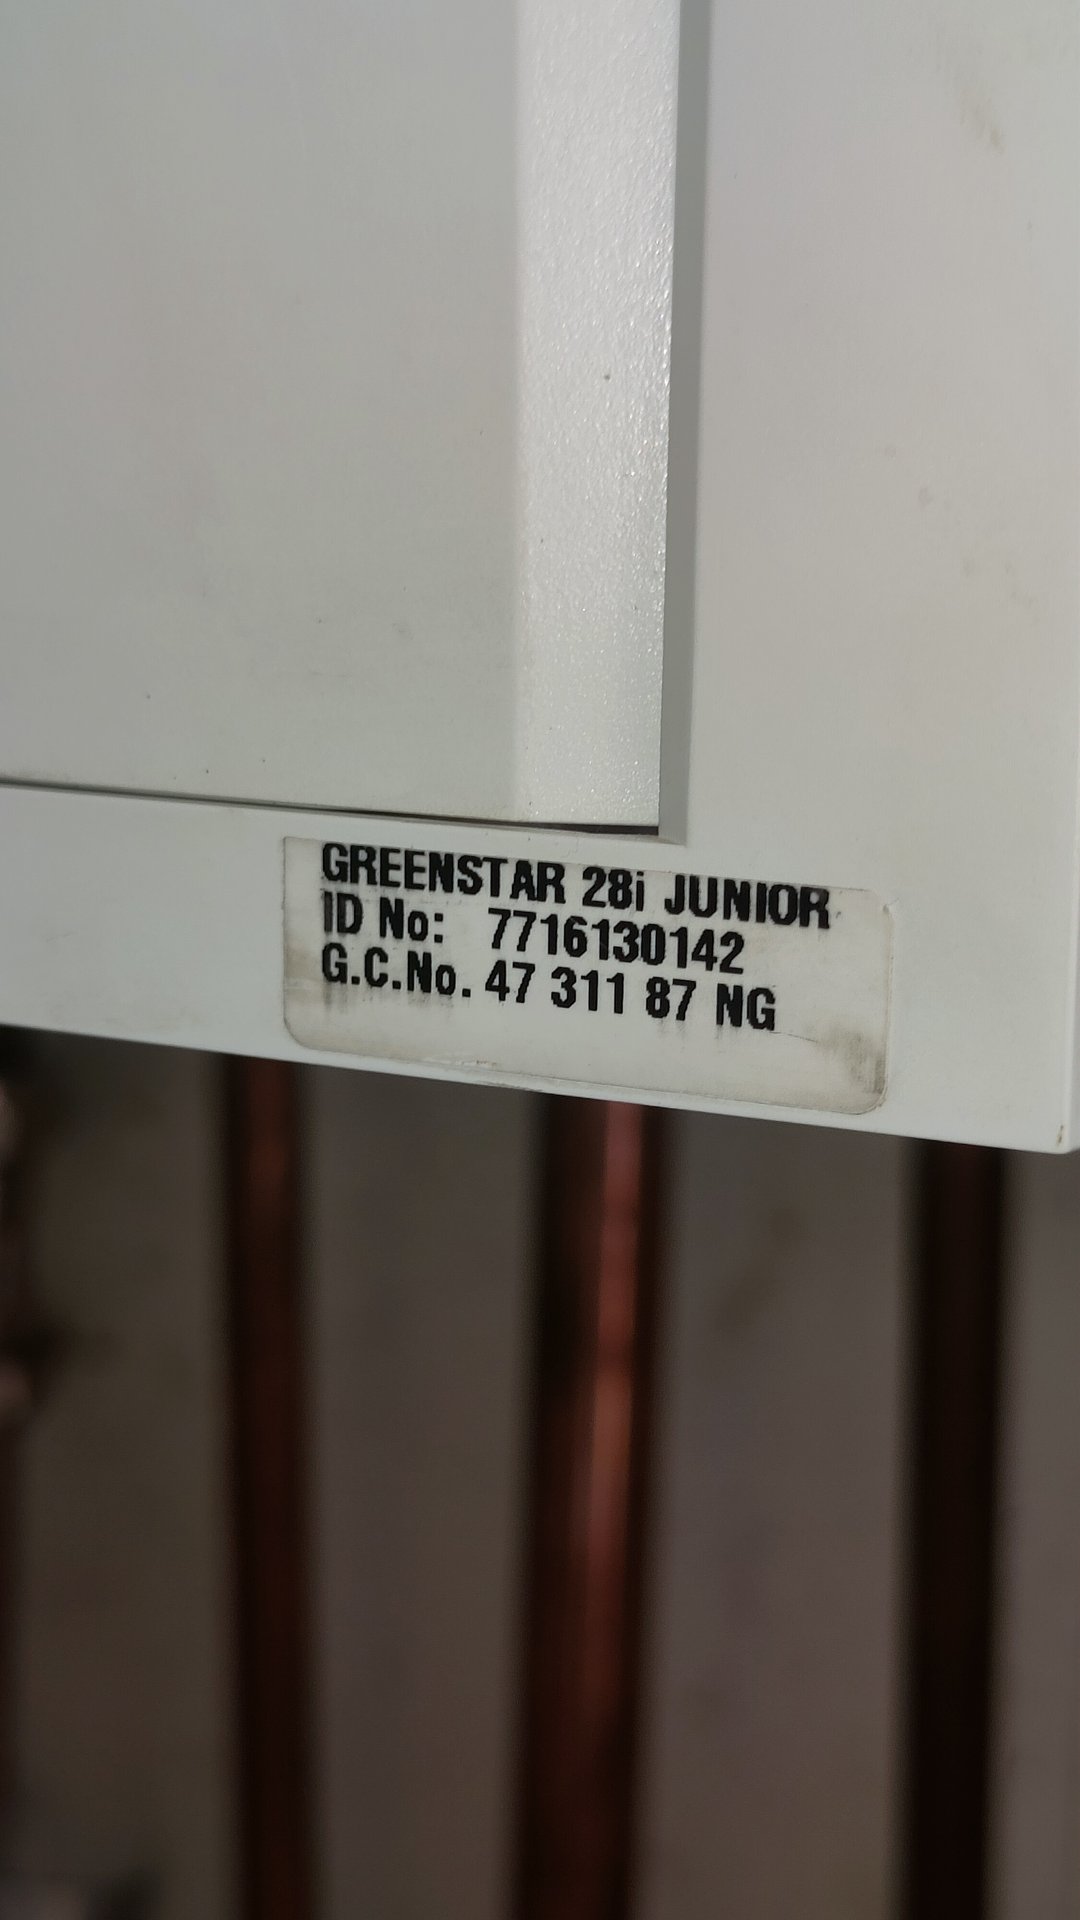 GREENSTAR 28i JUNIOR
ID No: 7716130142
G.C.No. 47 311 87 NG